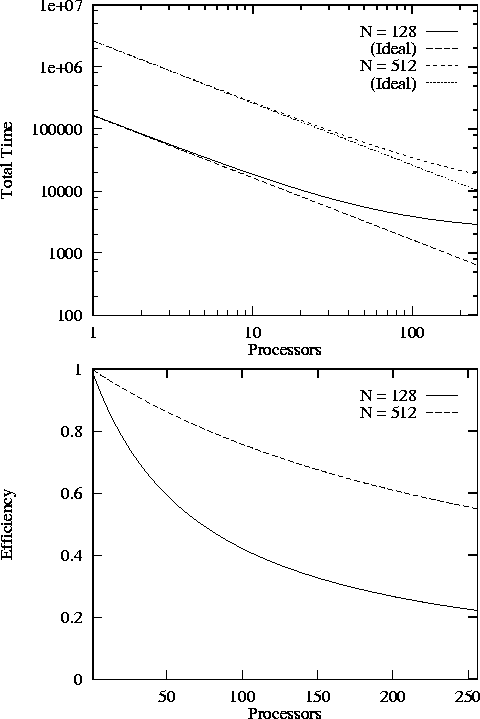 1e+07
1e+06
100000
10000
1000
100
Total Time
N = 128
(Ideal)
N = 512
(Ideal)
1 10 100
Processors
1
0.8
0.6
0.4
0.2
0
Efficiency
N = 128
N = 512
50 100 150 200 250
Processors